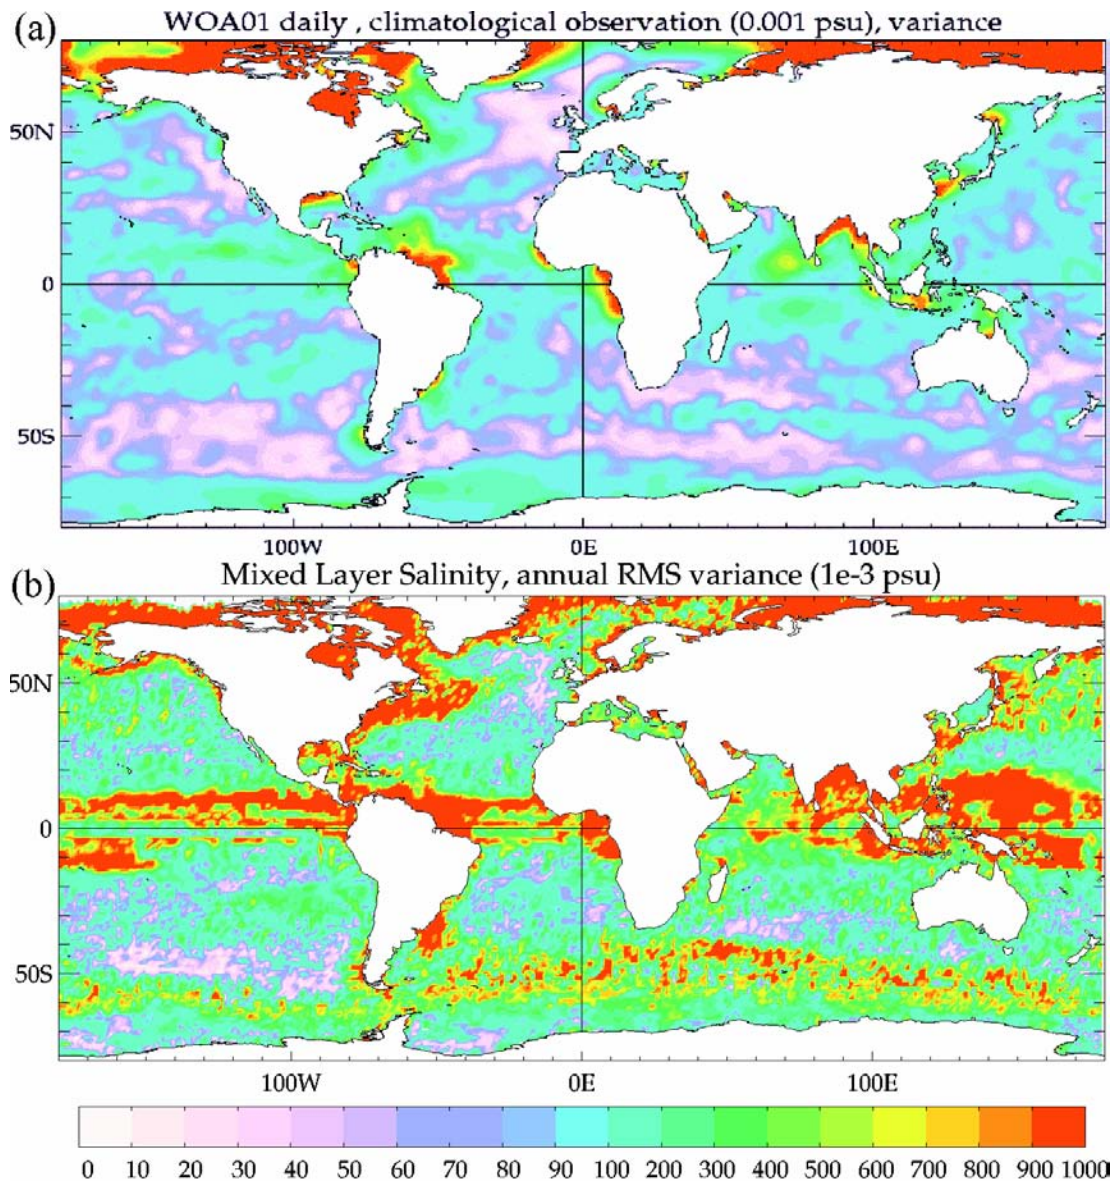 (a) WOA01 daily , climatological observation (0.001 psu), variance
50N
0
50S
100W 0E 100E
(b) Mixed Layer Salinity, annual RMS variance (1e-3 psu)
50N
0
50S
100W 0E 100E
0 10 20 40 50 60 70 80 90 100 200 300 400 500 600 700 800 900 1000